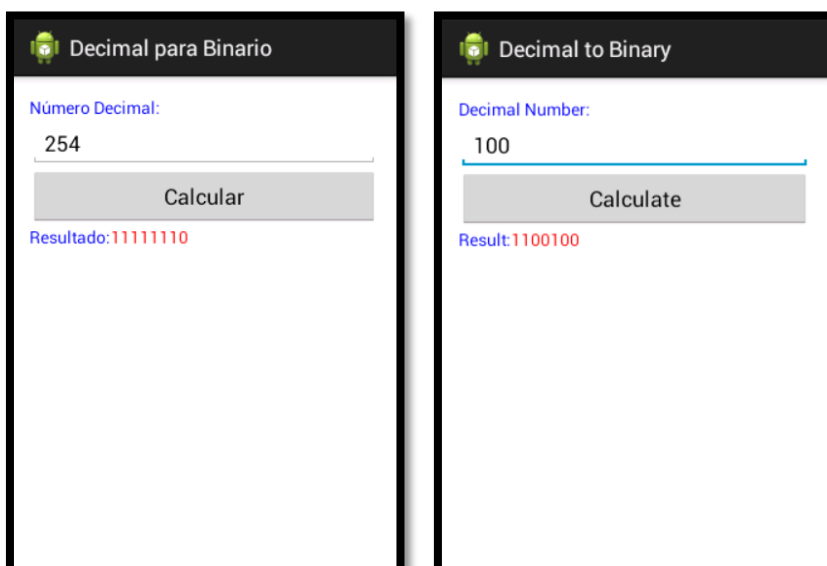 Decimal para Binario
Número Decimal:
254
Calcular
Resultado:11111110
Decimal to Binary
Decimal Number:
100
Calculate
Result:1100100